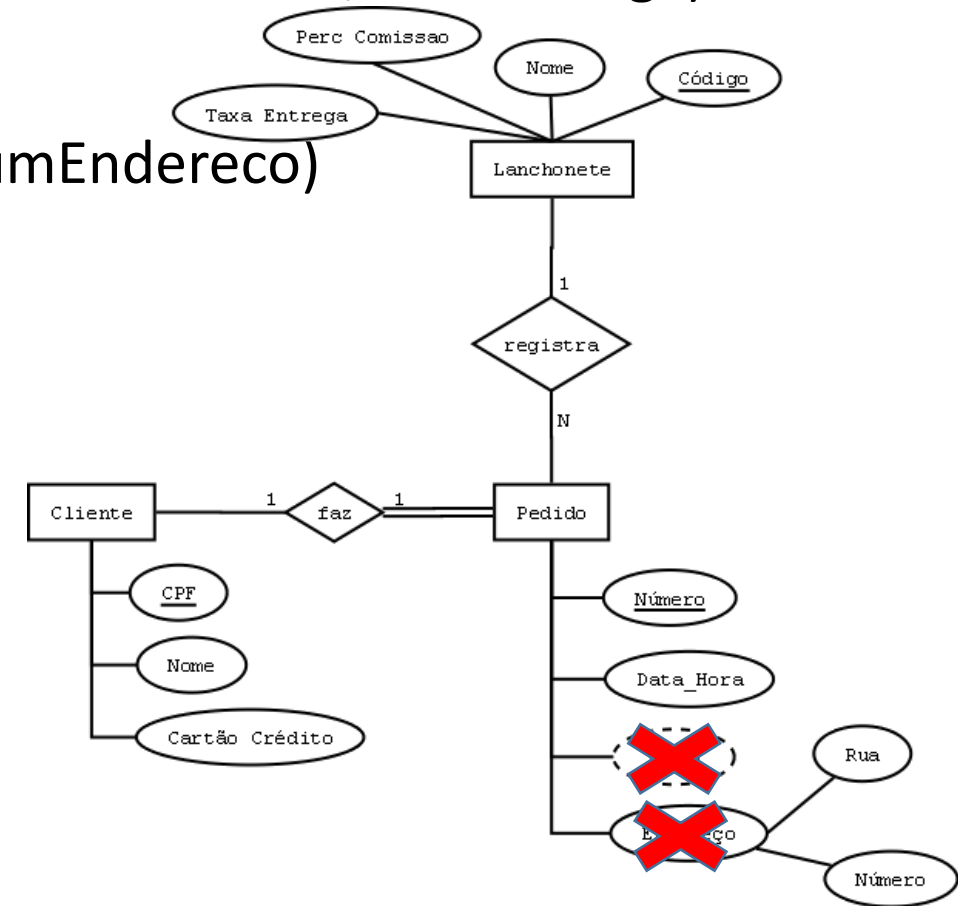 Perc Comissao
Nome
Código
Taxa Entrega
umEndereco)
Lanchonete
1
registra
N
Cliente
1
faz
1
Pedido
CPF
Número
Nome
Data_Hora
Cartão Crédito
Rua
Número